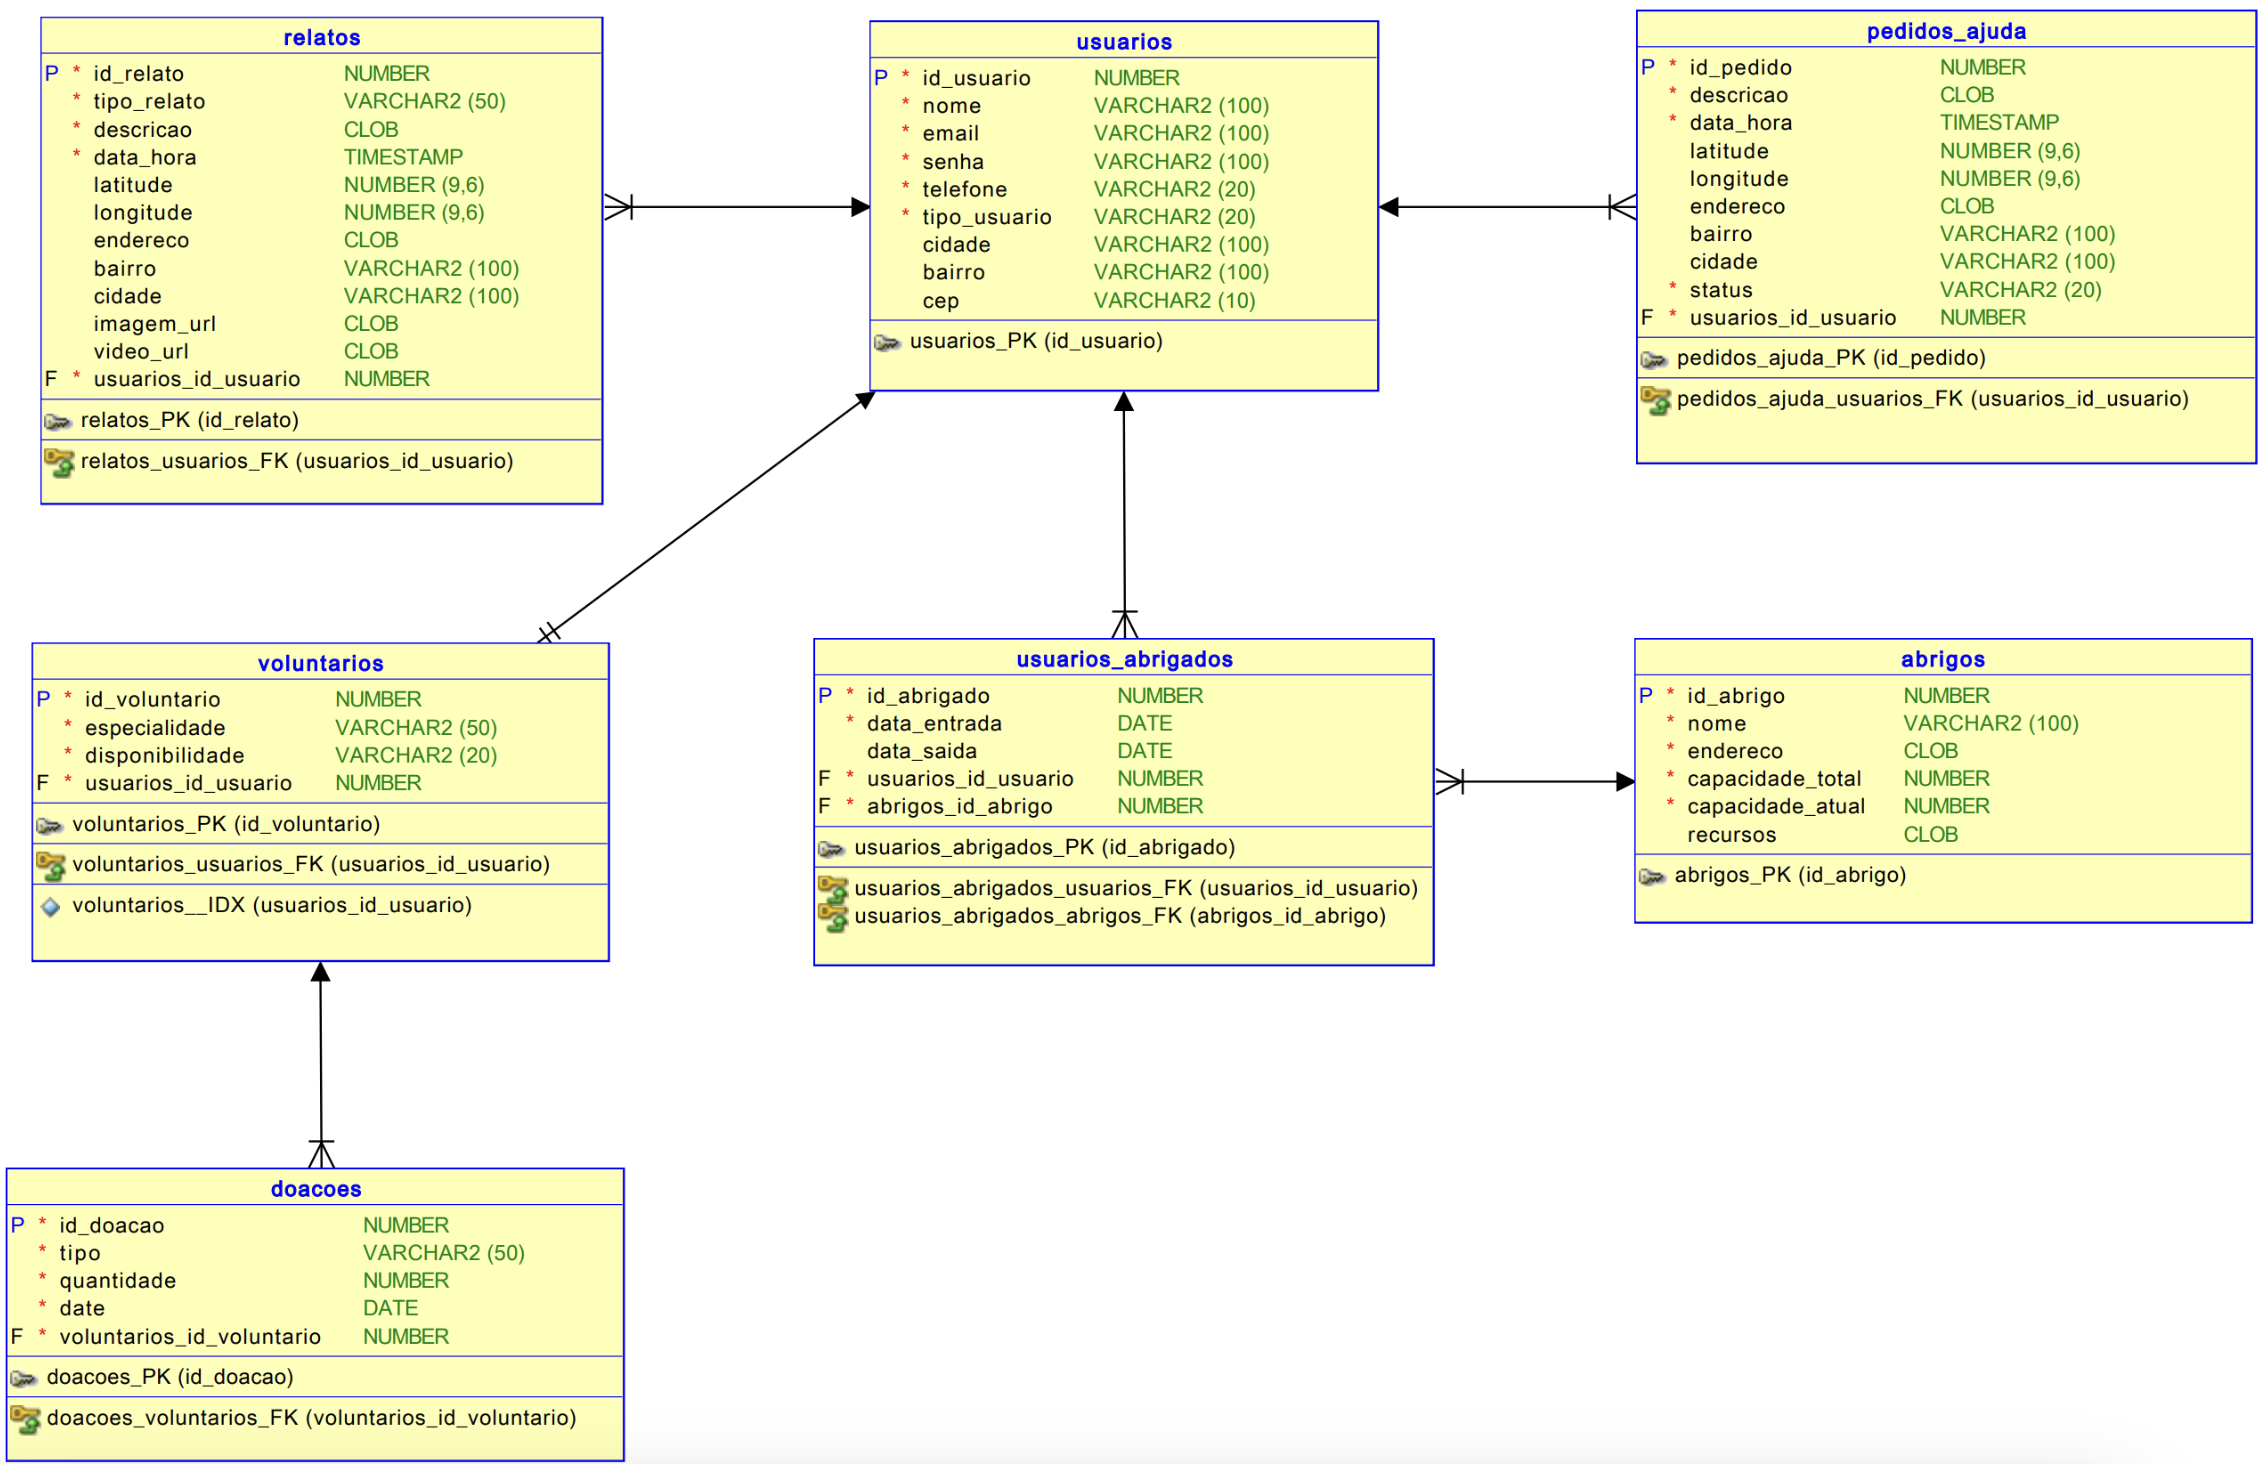 relatos
P * id_relato NUMBER
* tipo_relato VARCHAR2 (50)
* descricao CLOB
* data_hora TIMESTAMP
latitude NUMBER (9,6)
longitude NUMBER (9,6)
endereco CLOB
bairro VARCHAR2 (100)
cidade VARCHAR2 (100)
imagem_url CLOB
video_url CLOB
F * usuarios_id_usuario NUMBER
relatos_PK (id_relato)
relatos_usuarios_FK (usuarios_id_usuario)
usuarios
P * id_usuario NUMBER
* nome VARCHAR2 (100)
* email VARCHAR2 (100)
* senha VARCHAR2 (100)
* telefone VARCHAR2 (20)
* tipo_usuario VARCHAR2 (20)
cidade VARCHAR2 (100)
bairro VARCHAR2 (100)
cep VARCHAR2 (10)
usuarios_PK (id_usuario)
pedidos_ajuda
P * id_pedido NUMBER
* descricao CLOB
* data_hora TIMESTAMP
latitude NUMBER (9,6)
longitude NUMBER (9,6)
endereco CLOB
bairro VARCHAR2 (100)
cidade VARCHAR2 (100)
* status VARCHAR2 (20)
F * usuarios_id_usuario NUMBER
pedidos_ajuda_PK (id_pedido)
pedidos_ajuda_usuarios_FK (usuarios_id_usuario)
voluntarios
P * id_voluntario NUMBER
* especialidade VARCHAR2 (50)
* disponibilidade VARCHAR2 (20)
F * usuarios_id_usuario NUMBER
voluntarios_PK (id_voluntario)
voluntarios_usuarios_FK (usuarios_id_usuario)
voluntarios__IDX (usuarios_id_usuario)
usuarios_abrigados
P * id_abrigado NUMBER
* data_entrada DATE
data_saida DATE
F * usuarios_id_usuario NUMBER
F * abrigos_id_abrigo NUMBER
usuarios_abrigados_PK (id_abrigado)
usuarios_abrigados_usuarios_FK (usuarios_id_usuario)
usuarios_abrigados_abrigos_FK (abrigos_id_abrigo)
abrigos
P * id_abrigo NUMBER
* nome VARCHAR2 (100)
* endereco CLOB
* capacidade_total NUMBER
* capacidade_atual NUMBER
recursos CLOB
abrigos_PK (id_abrigo)
doacoes
P * id_doacao NUMBER
* tipo VARCHAR2 (50)
* quantidade NUMBER
* date DATE
F * voluntarios_id_voluntario NUMBER
doacoes_PK (id_doacao)
doacoes_voluntarios_FK (voluntarios_id_voluntario)